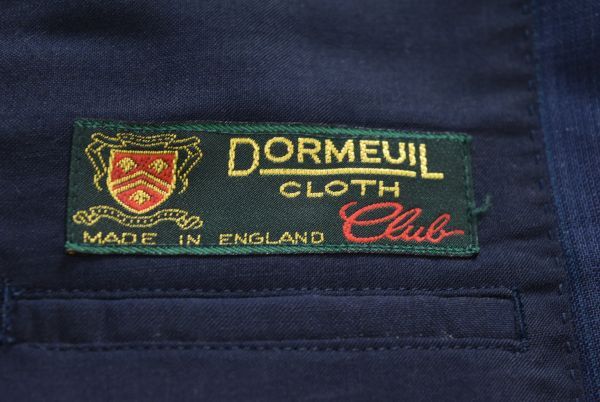 DORMEUIL
CLOTH
Club
MADE IN ENGLAND